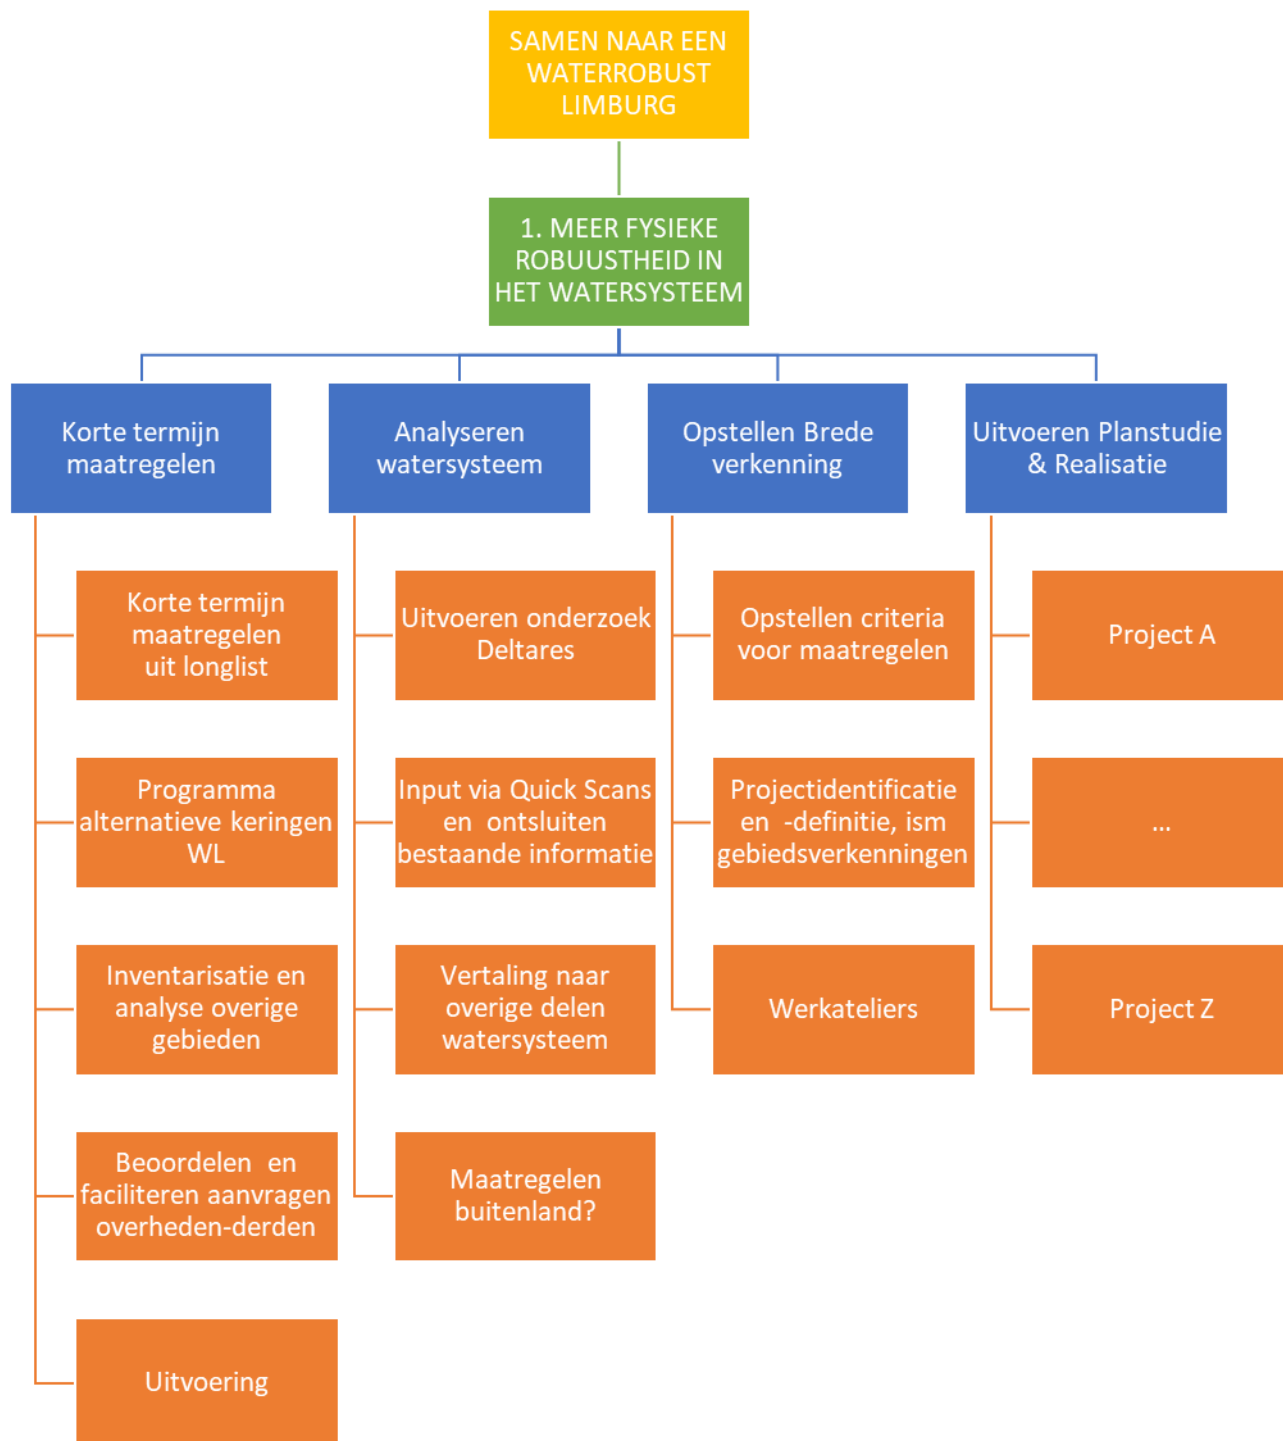 SAMEN NAAR EEN
WATERROBUST
LIMBURG
1. MEER FYSIEKE
ROBUUSTHEID IN
HET WATERSYSTEEM
Korte termijn
maatregelen
Analyseren
watersysteem
Opstellen Brede
verkenning
Uitvoeren Planstudie
& Realisatie
Korte termijn
maatregelen
uit longlist
Programma
alternatieve keringen
WL
Inventarisatie en
analyse overige
gebieden
Beoordelen en
faciliteren aanvragen
overheden-derden
Uitvoering
Uitvoeren onderzoek
Deltares
Input via Quick Scans
en ontsluiten
bestaande informatie
Vertaling naar
overige delen
watersysteem
Maatregelen
buitenland?
Opstellen criteria
voor maatregelen
Projectidentificatie
en -definitie, ism
gebiedsverkenningen
Werkateliers
Project A
...
Project Z